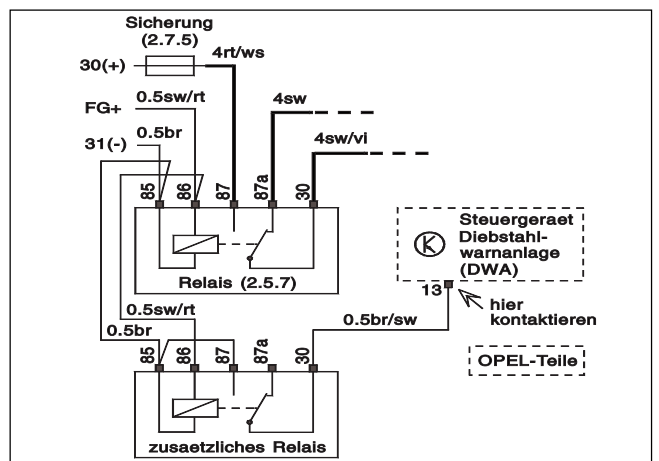 Sicherung
(2.7.5)
30(+)
4rt/ws
FG+
0.5sw/rt
4sw
31(-)
0.5br
4sw/vi
85
86
87
87a
30
Relais (2.5.7)
Steuergeraet
Diebstahl-
warnanlage
(DWA)
K
13
hier
kontaktieren
0.5sw/rt
0.5br
0.5br/sw
85
86
87
87a
30
OPEL-Teile
zusaetzliches Relais